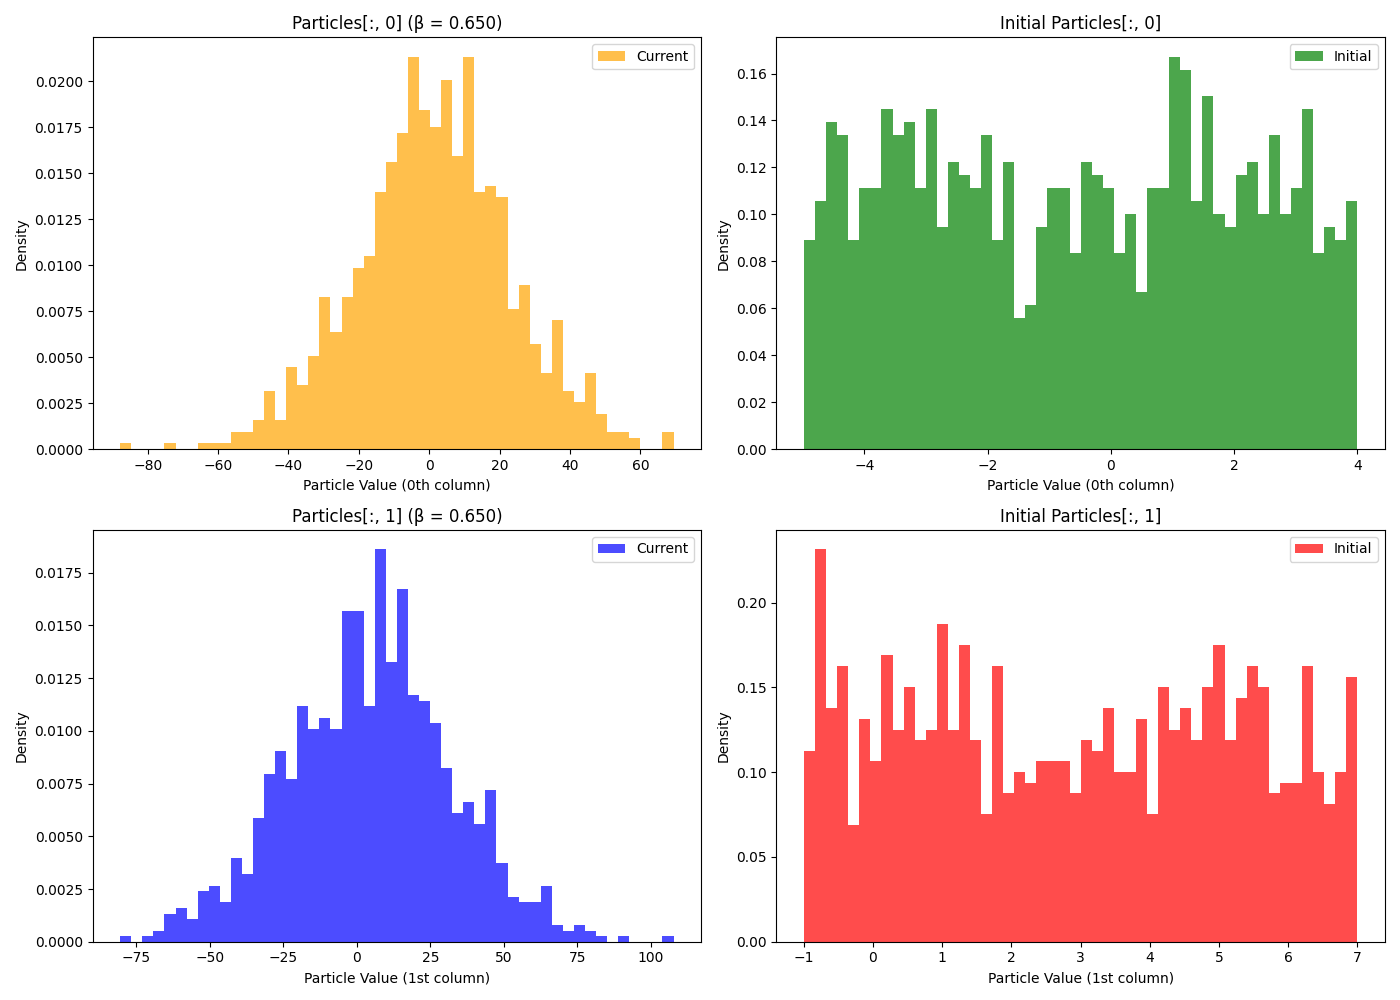 Particles[:, 0] (β = 0.650)
Current
0.0200
0.0175
0.0150
0.0125
0.0100
0.0075
0.0050
0.0025
0.0000
Density
−80 −60 −40 −20 0 20 40 60
Particle Value (0th column)
Initial Particles[:, 0]
Initial
0.16
0.14
0.12
0.10
0.08
0.06
0.04
0.02
0.00
Density
−4 −2 0 2 4
Particle Value (0th column)
Particles[:, 1] (β = 0.650)
Current
0.0175
0.0150
0.0125
0.0100
0.0075
0.0050
0.0025
0.0000
Density
−75 −50 −25 0 25 50 75 100
Particle Value (1st column)
Initial Particles[:, 1]
Initial
0.20
0.15
0.10
0.05
0.00
Density
−1 0 1 2 3 4 5 6 7
Particle Value (1st column)